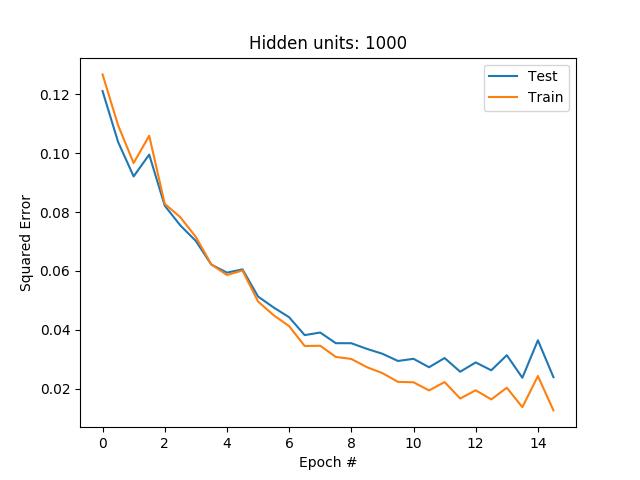 Hidden units: 1000
Test
Train
Squared Error
0.12
0.10
0.08
0.06
0.04
0.02
0 2 4 6 8 10 12 14
Epoch #